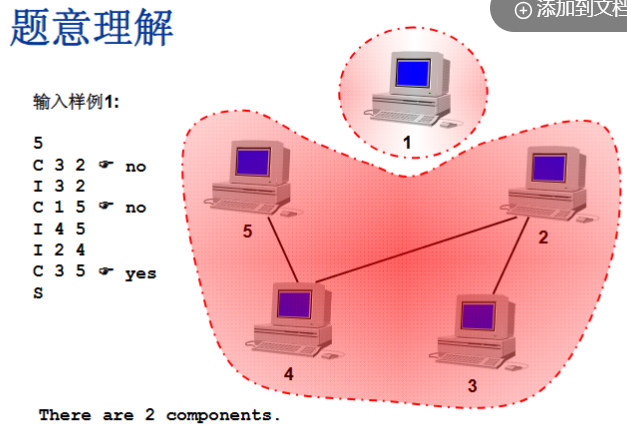 题意理解
添加到文档
输入样例1:
5
C 3 2 ☞ no
I 3 2
C 1 5 ☞ no
I 4 5
I 2 4
C 3 5 ☞ yes
S
1
5
2
4
3
There are 2 components.